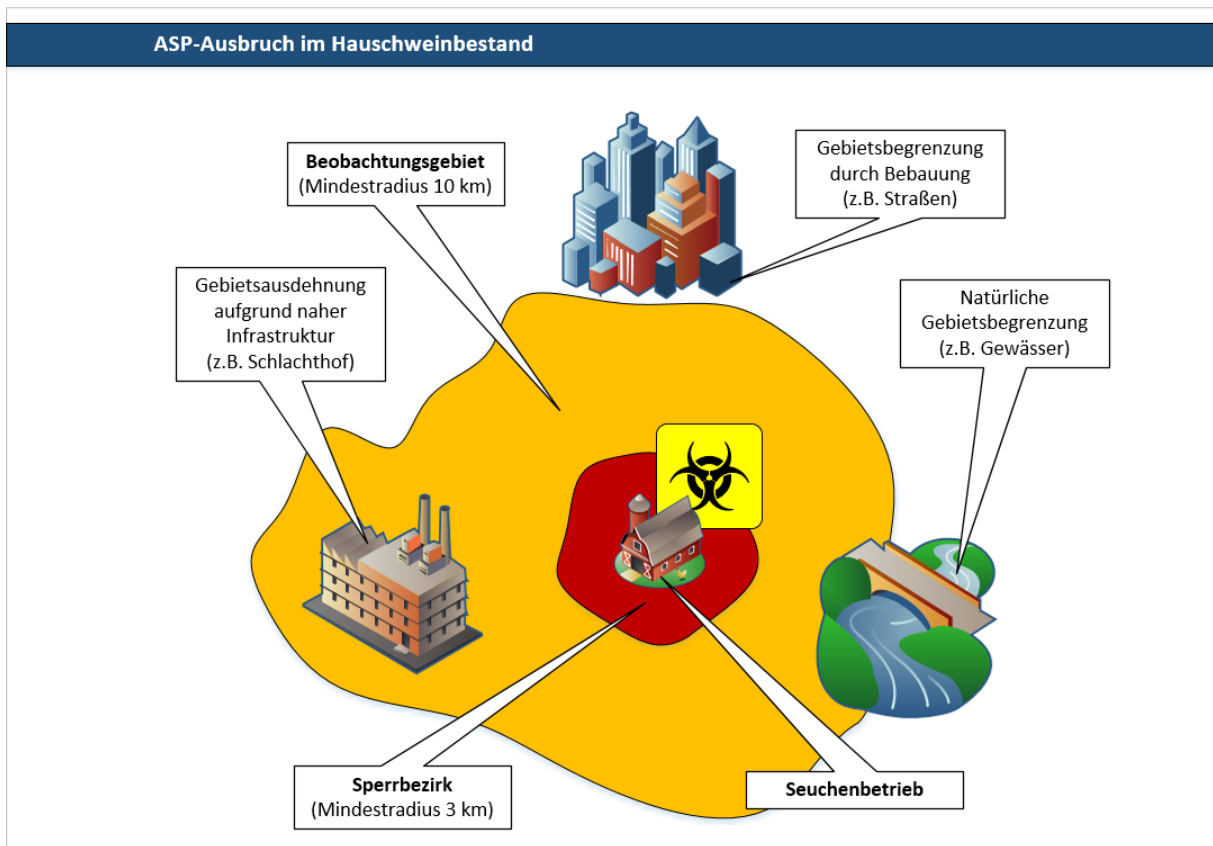 ASP-Ausbruch im Hauschweinbestand
Beobachtungsgebiet
(Mindestradius 10 km)
Gebietsbegrenzung
durch Bebauung
(z.B. Straßen)
Gebietsausdehnung
aufgrund naher
Infrastruktur
(z.B. Schlachthof)
Natürliche
Gebietsbegrenzung
(z.B. Gewässer)
Sperrbezirk
(Mindestradius 3 km)
Seuchenbetrieb